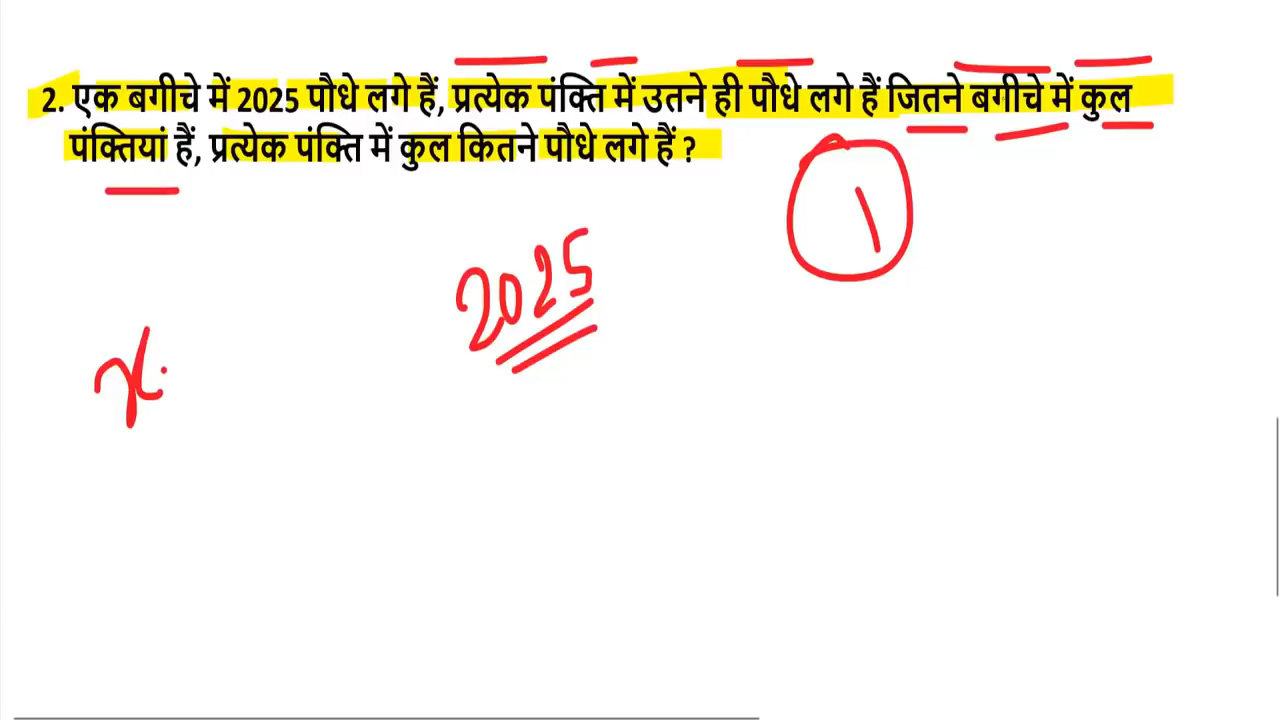 2. एक बगीचे में 2025 पौधे लगे हैं, प्रत्येक पंक्ति में उतने ही पौधे लगे हैं जितने बगीचे में कुल
पंक्तियां हैं, प्रत्येक पंक्ति में कुल कितने पौधे लगे हैं ?
1
2025
x.